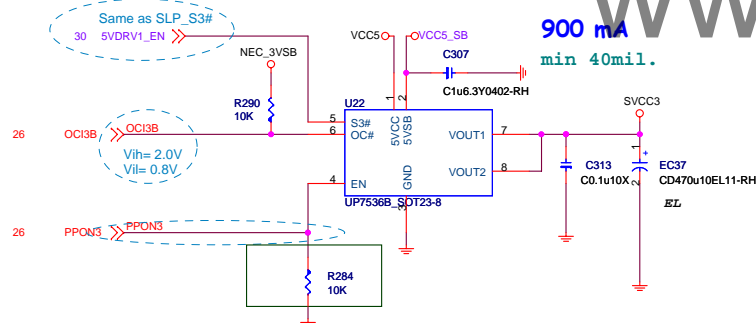 Same as SLP_S3#
30 5VDRV1_EN
NEC_3VSB
VCC5
VCC5_SB
900 mA
WW
min 40mil.
C307
C1u6.3Y0402-RH
R290
10K
U22
SVCC3
26 OCI3B OCI3B
Vih= 2.0V
Vil= 0.8V
5 S3#
6 OC#
4 EN
1 5VCC
2 5VSB
3 GND
VOUT1 7
VOUT2 8
UP7536B_SOT23-8
C313
C0.1u10X
1 +
2
EC37
CD470u10EL11-RH
EL
26 PPON3 PPON3
R284
10K